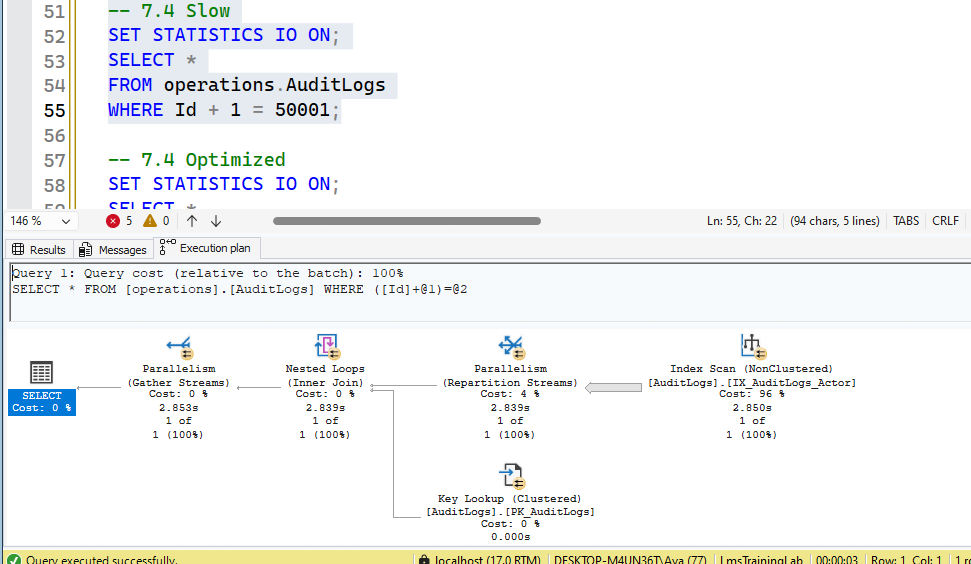 51 -- 7.4 Slow
52 SET STATISTICS IO ON;
53 SELECT *
54 FROM operations.AuditLogs
55 WHERE Id + 1 = 50001;
56
57 -- 7.4 Optimized
58 SET STATISTICS IO ON;
59 SELECT *
146 % 5 0 Ln: 55, Ch: 22 (94 chars, 5 lines) TABS CRLF
Results Messages Execution plan
Query 1: Query cost (relative to the batch): 100%
SELECT * FROM [operations].[AuditLogs] WHERE ([Id]+@1)=@2
SELECT
Cost: 0 %
Parallelism
(Gather Streams)
Cost: 0 %
2.853s
1 of
1 (100%)
Nested Loops
(Inner Join)
Cost: 0 %
2.839s
1 of
1 (100%)
Parallelism
(Repartition Streams)
Cost: 4 %
2.839s
1 of
1 (100%)
Index Scan (NonClustered)
[AuditLogs].[IX_AuditLogs_Actor]
Cost: 96 %
2.850s
1 of
1 (100%)
Key Lookup (Clustered)
[AuditLogs].[PK_AuditLogs]
Cost: 0 %
0.000s
Query executed successfully. localhost (17.0 RTM) DESKTOP-M4UN36T\Aya (77) LmsTrainingLab 00:00:03 Row: 1, Col: 1 1 ro